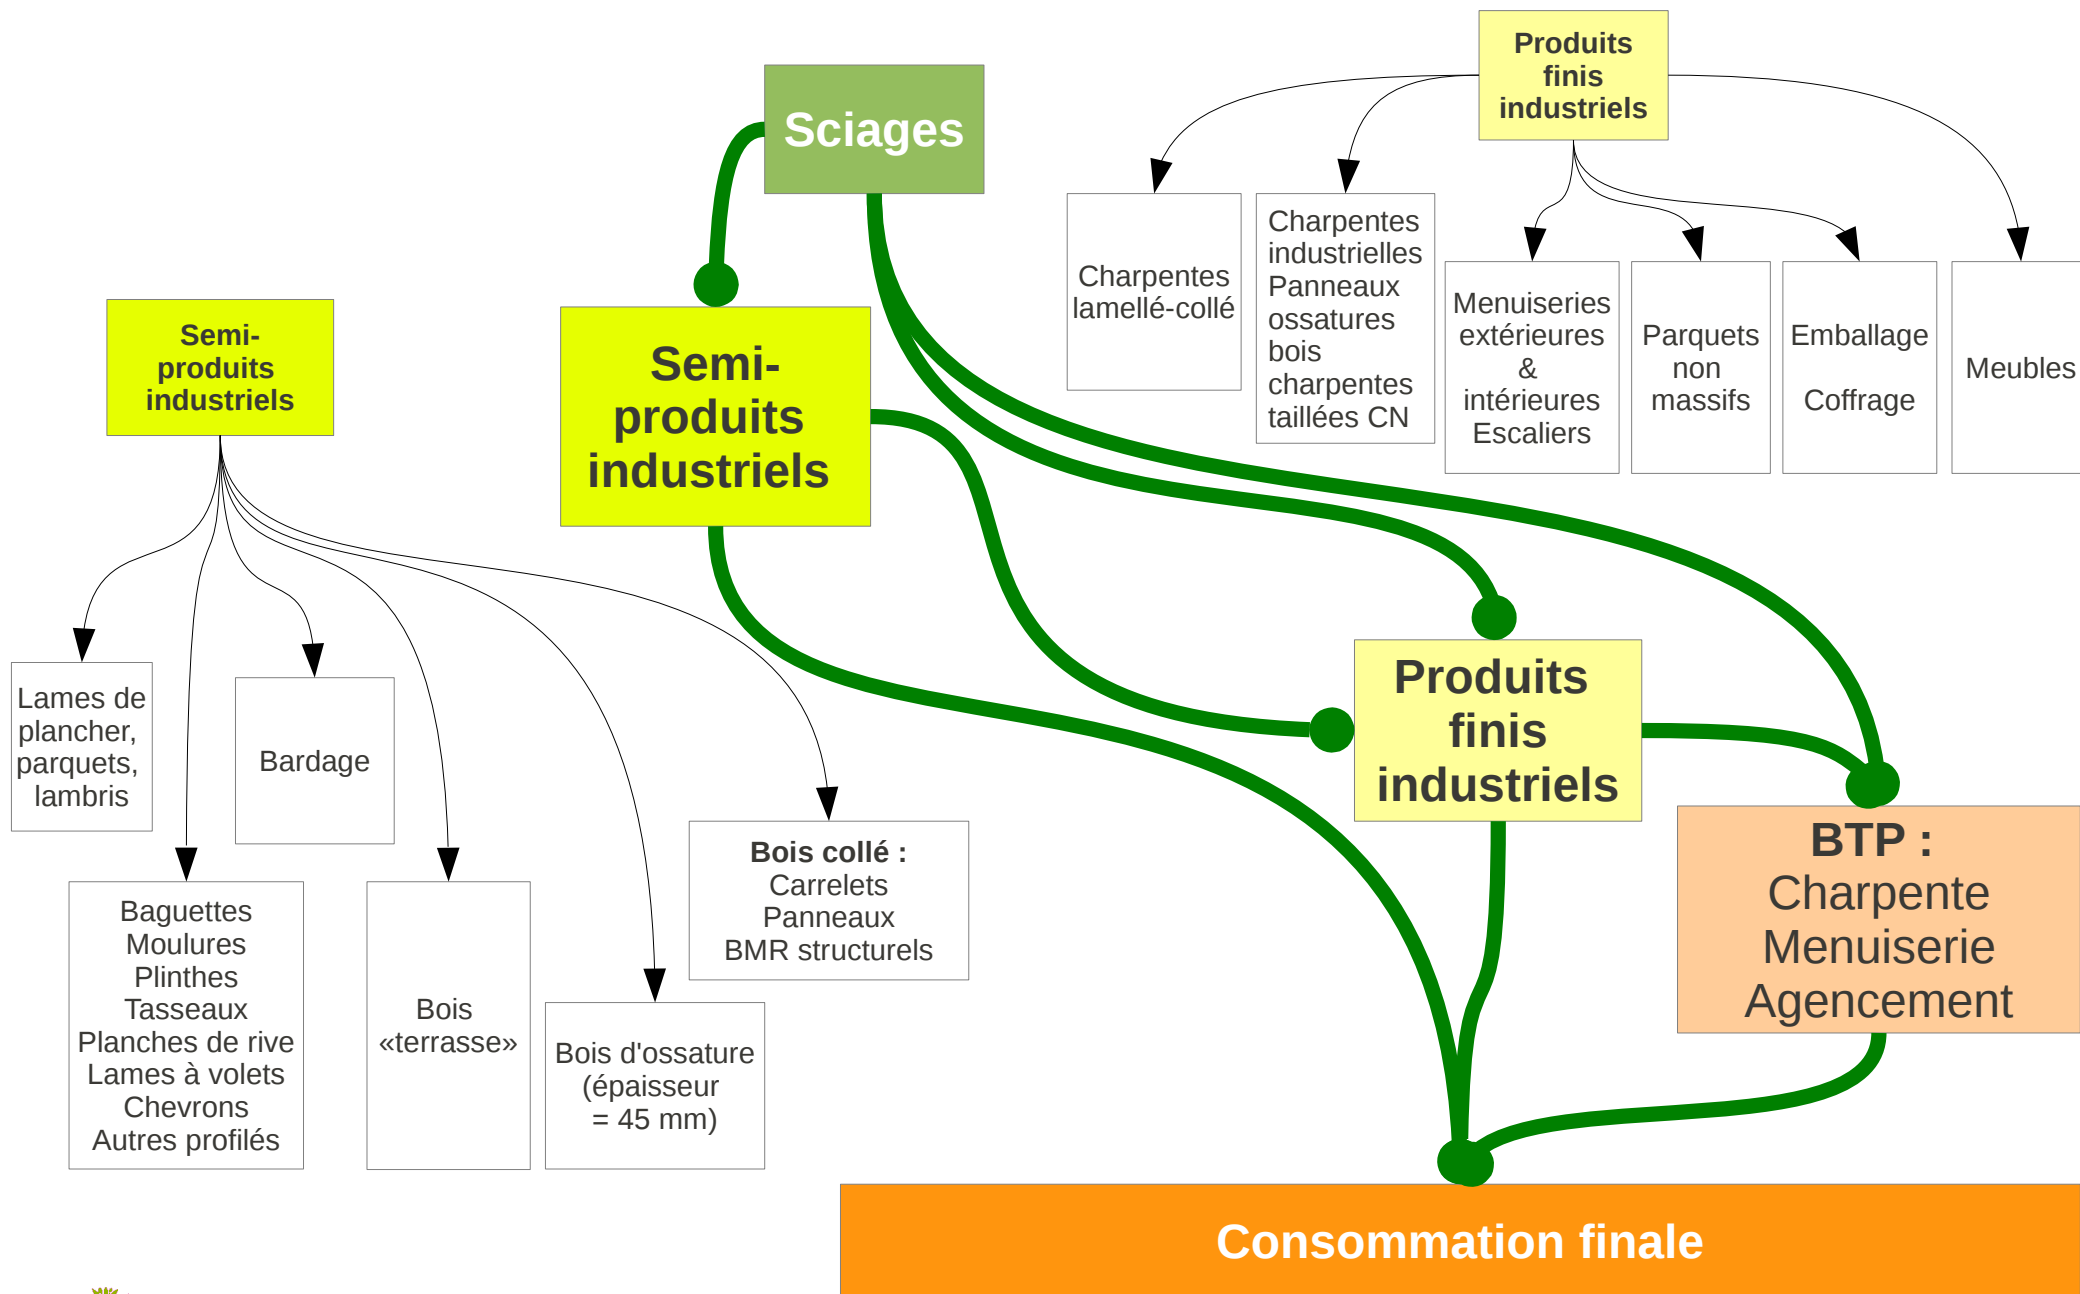 Produits
finis
industriels
Sciages
Charpentes
lamellé-collé
Charpentes
industrielles
Panneaux
ossatures
bois
charpentes
taillées CN
Menuiseries
extérieures
&
intérieures
Escaliers
Parquets
non
massifs
Emballage
Coffrage
Meubles
Semi-
produits
industriels
Semi-
produits
industriels
Lames de
plancher,
parquets,
lambris
Bardage
Produits
finis
industriels
Baguettes
Moulures
Plinthes
Tasseaux
Planches de rive
Lames à volets
Chevrons
Autres profilés
Bois
«terrasse»
Bois d'ossature
(épaisseur
= 45 mm)
Bois collé :
Carrelets
Panneaux
BMR structurels
BTP :
Charpente
Menuiserie
Agencement
Consommation finale